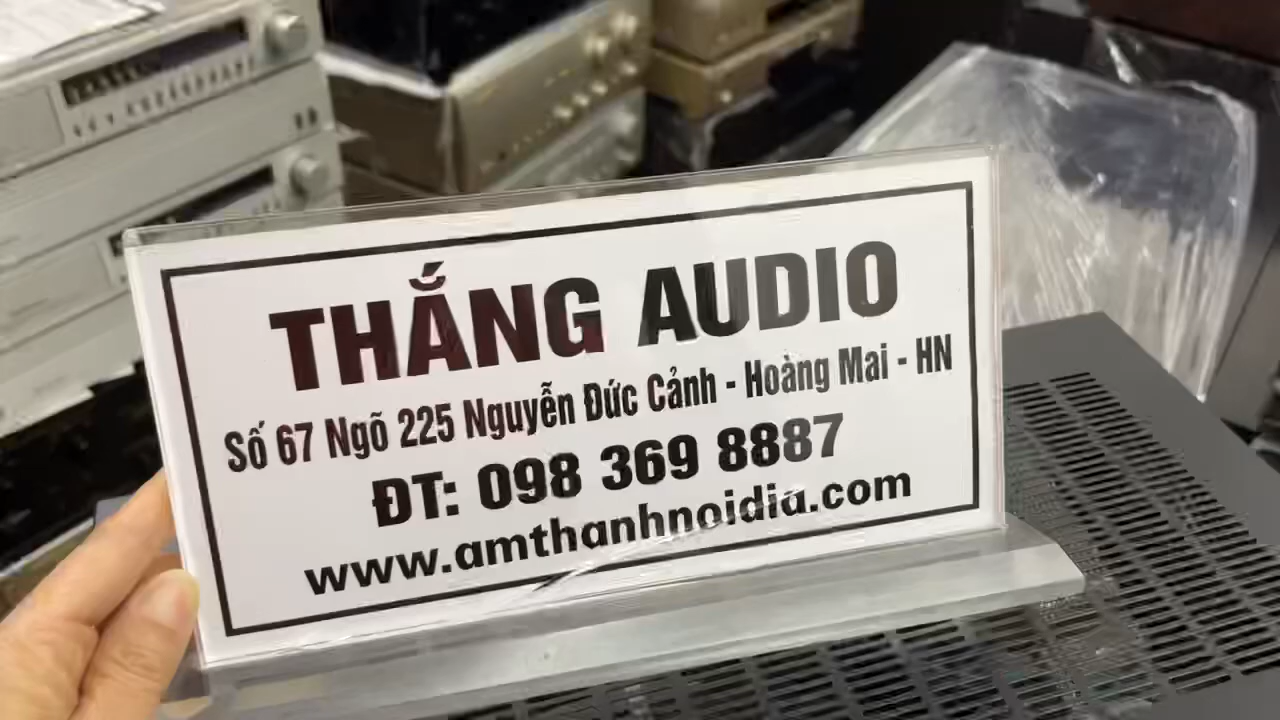 THẮNG AUDIO
Số 67 Ngõ 225 Nguyễn Đức Cảnh - Hoàng Mai - HN
ĐT: 098 369 8887
www.amthanhnoidia.com